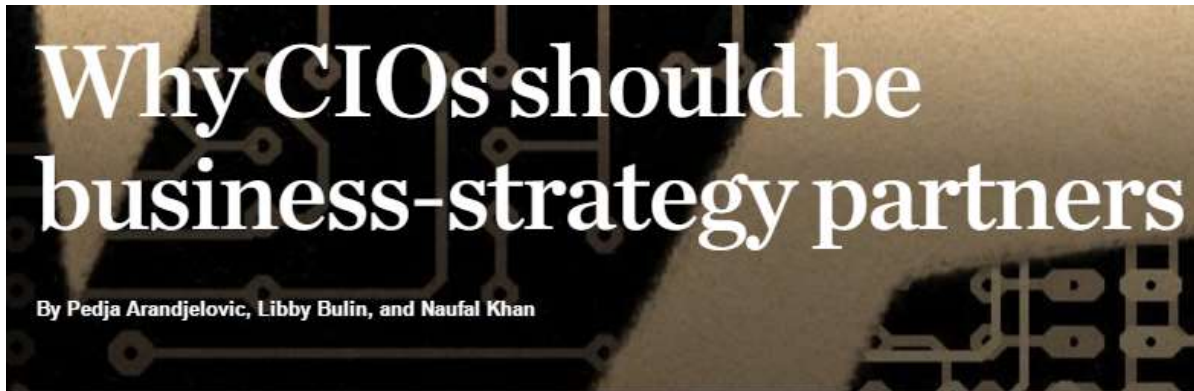 Why CIOs should be
business-strategy partners
By Pedja Arandjelovic, Libby Bulin, and Naufal Khan